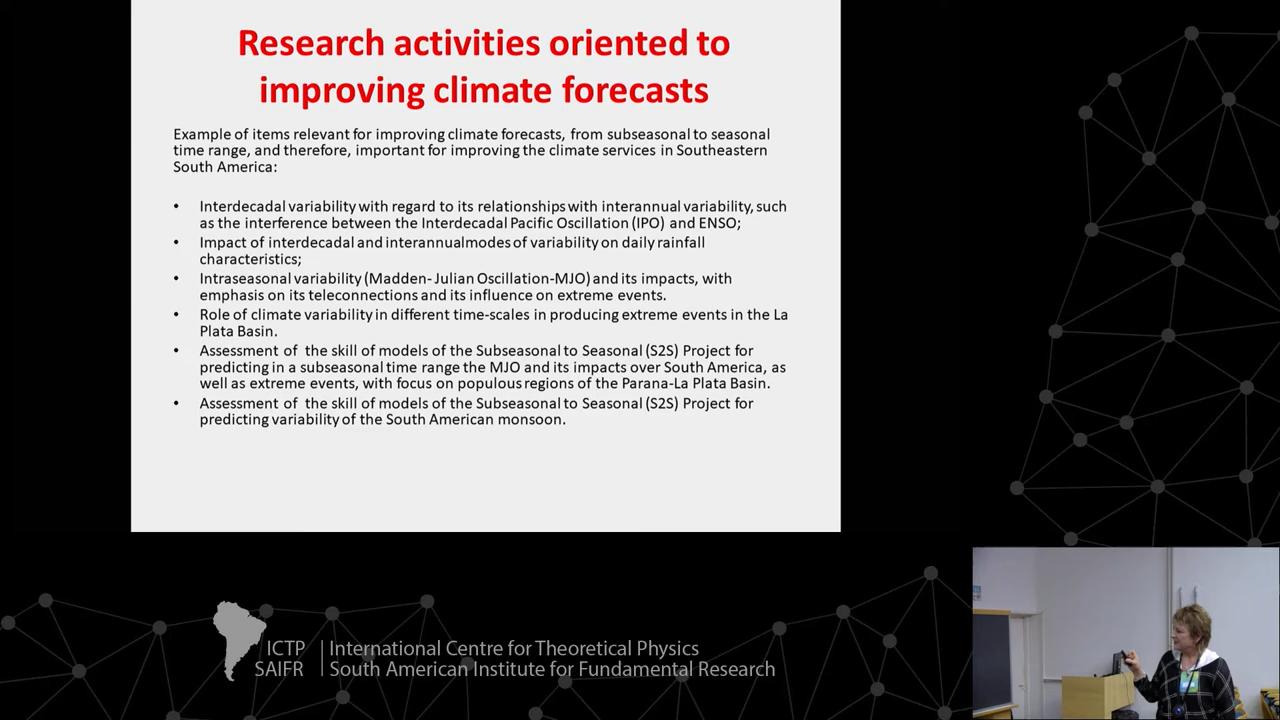 Research activities oriented to
improving climate forecasts
Example of items relevant for improving climate forecasts, from subseasonal to seasonal
time range, and therefore, important for improving the climate services in Southeastern
South America:
• Interdecadal variability with regard to its relationships with interannual variability, such
as the interference between the Interdecadal Pacific Oscillation (IPO) and ENSO;
• Impact of interdecadal and interannualmodes of variability on daily rainfall
characteristics;
• Intraseasonal variability (Madden- Julian Oscillation-MJO) and its impacts, with
emphasis on its teleconnections and its influence on extreme events.
• Role of climate variability in different time-scales in producing extreme events in the La
Plata Basin.
• Assessment of the skill of models of the Subseasonal to Seasonal (S2S) Project for
predicting in a subseasonal time range the MJO and its impacts over South America, as
well as extreme events, with focus on populous regions of the Parana-La Plata Basin.
• Assessment of the skill of models of the Subseasonal to Seasonal (S2S) Project for
predicting variability of the South American monsoon.
ICTP | International Centre for Theoretical Physics
SAIFR | South American Institute for Fundamental Research